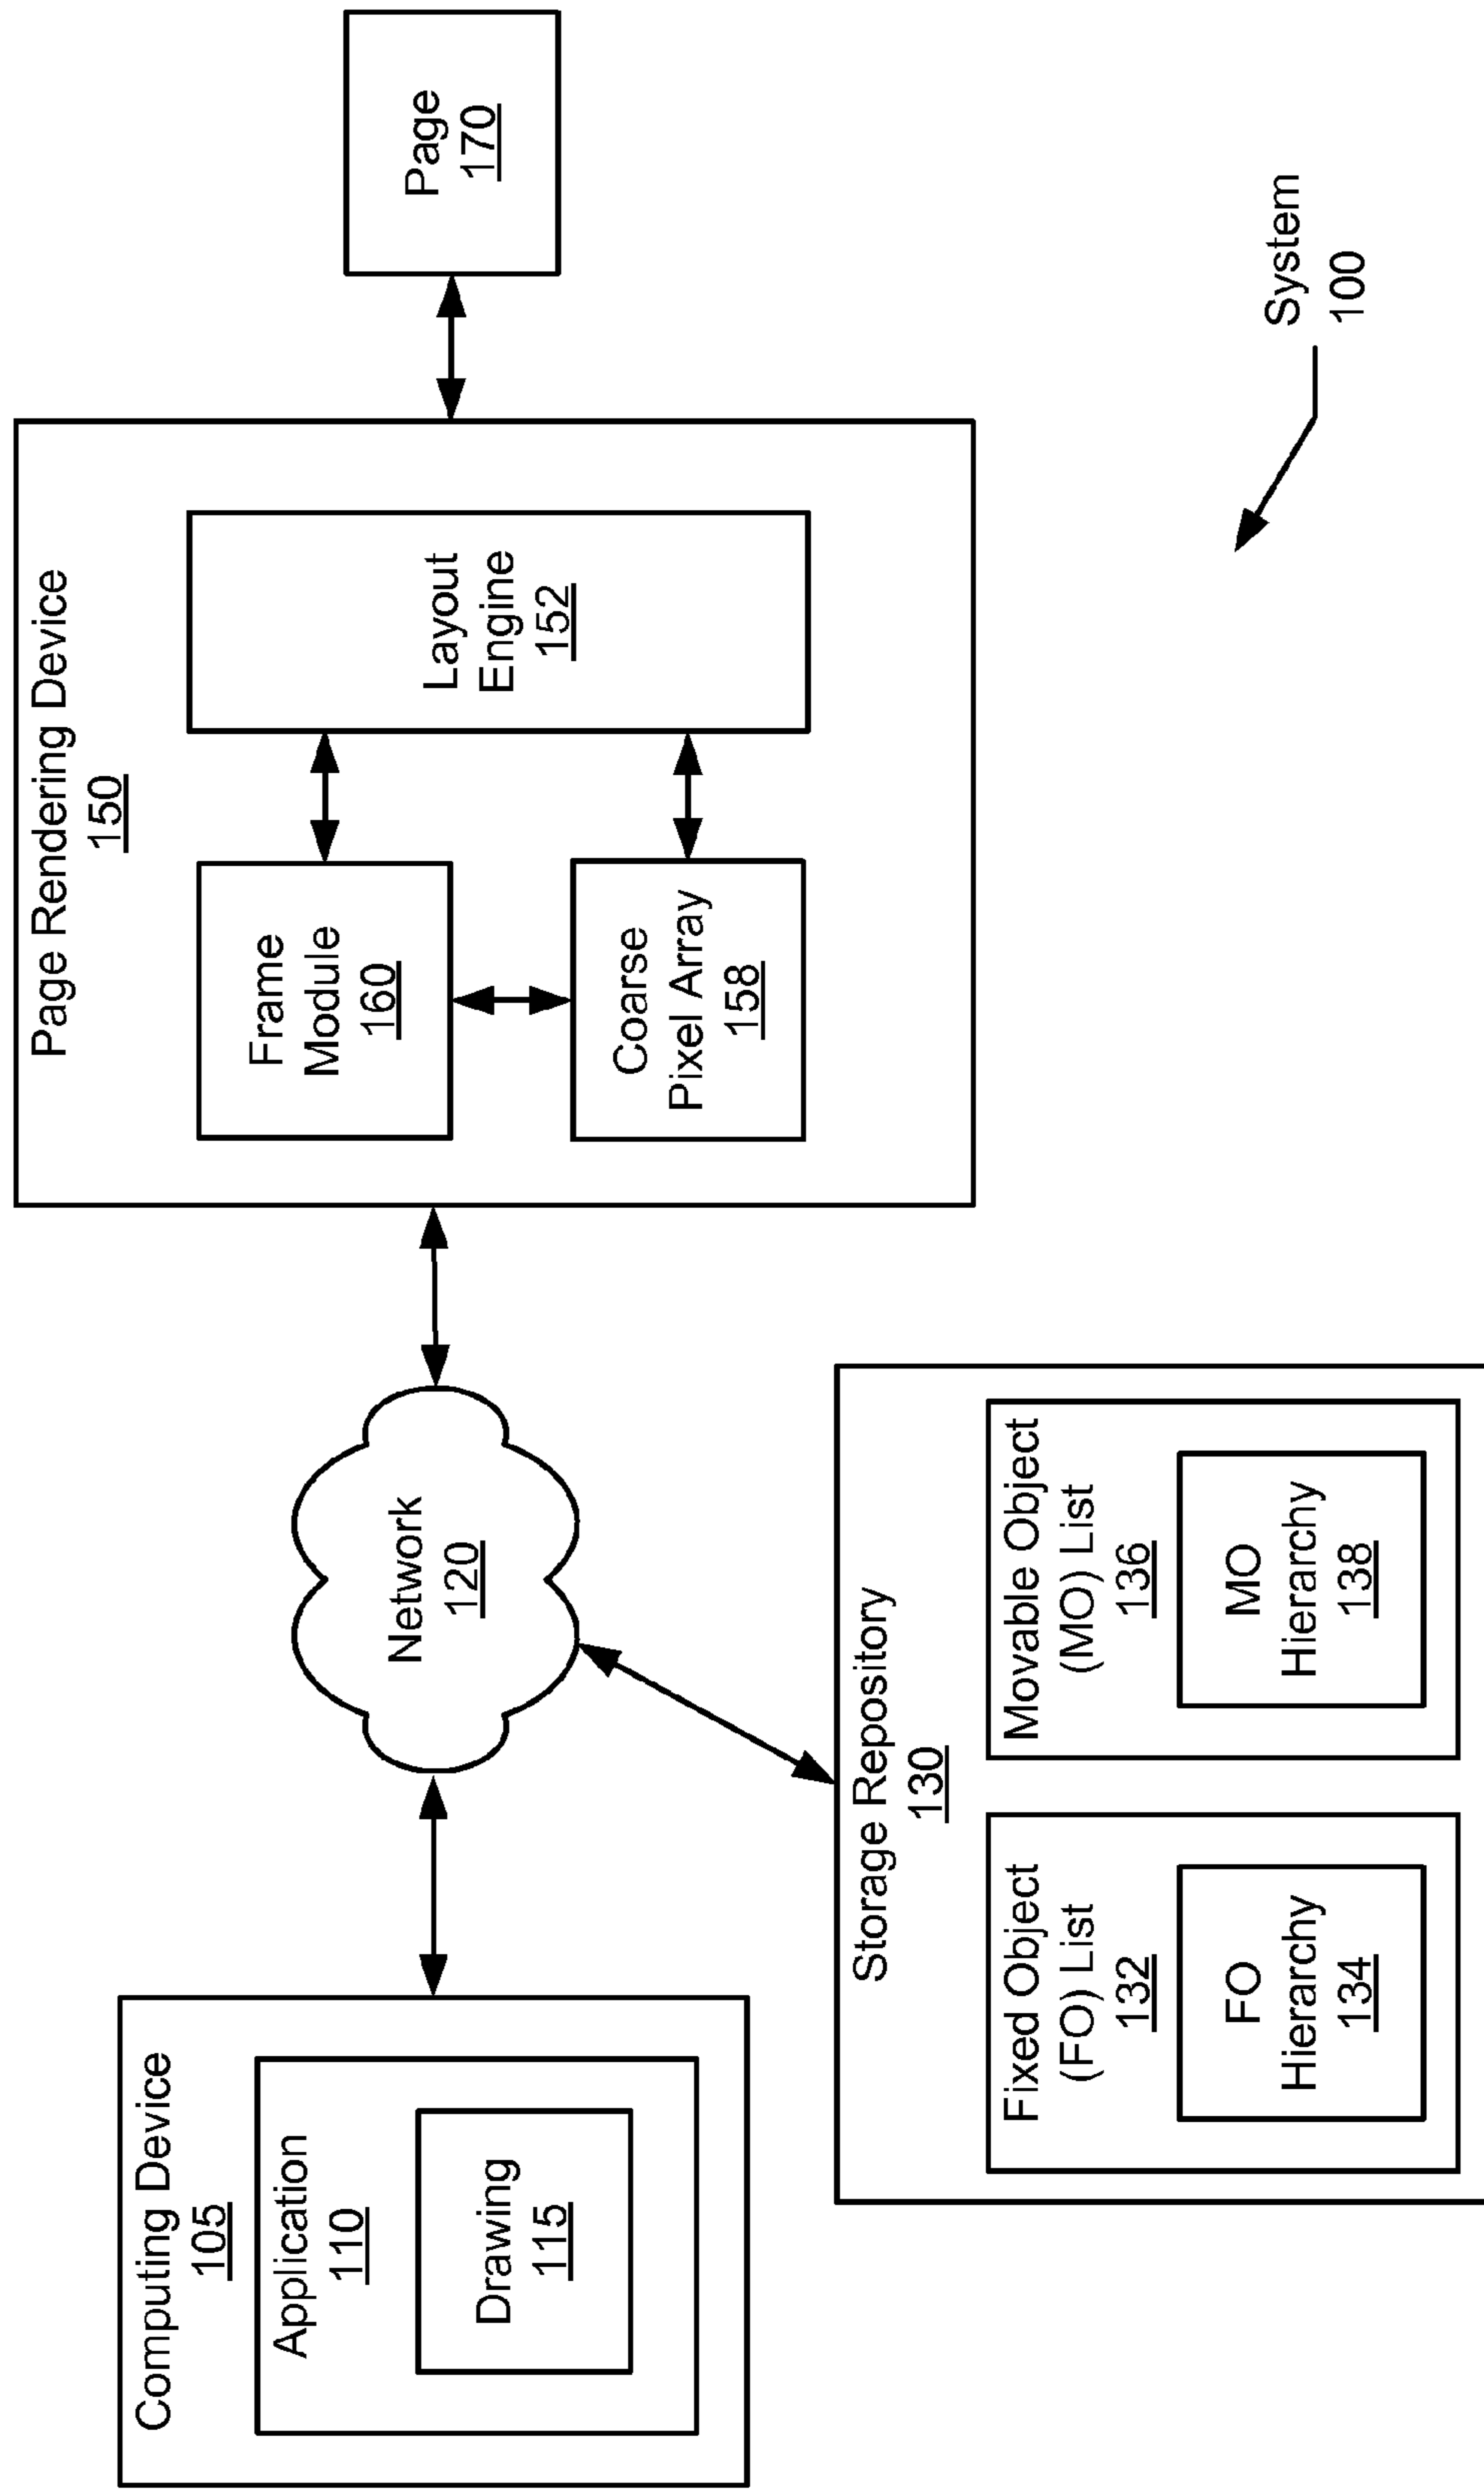 Computing Device
105
Application
110
Drawing
115
Network
120
Storage Repository
130
Fixed Object
(FO) List
132
FO
Hierarchy
134
Movable Object
(MO) List
136
MO
Hierarchy
138
Page Rendering Device
150
Frame
Module
160
Coarse
Pixel Array
158
Layout
Engine
152
Page
170
System
100